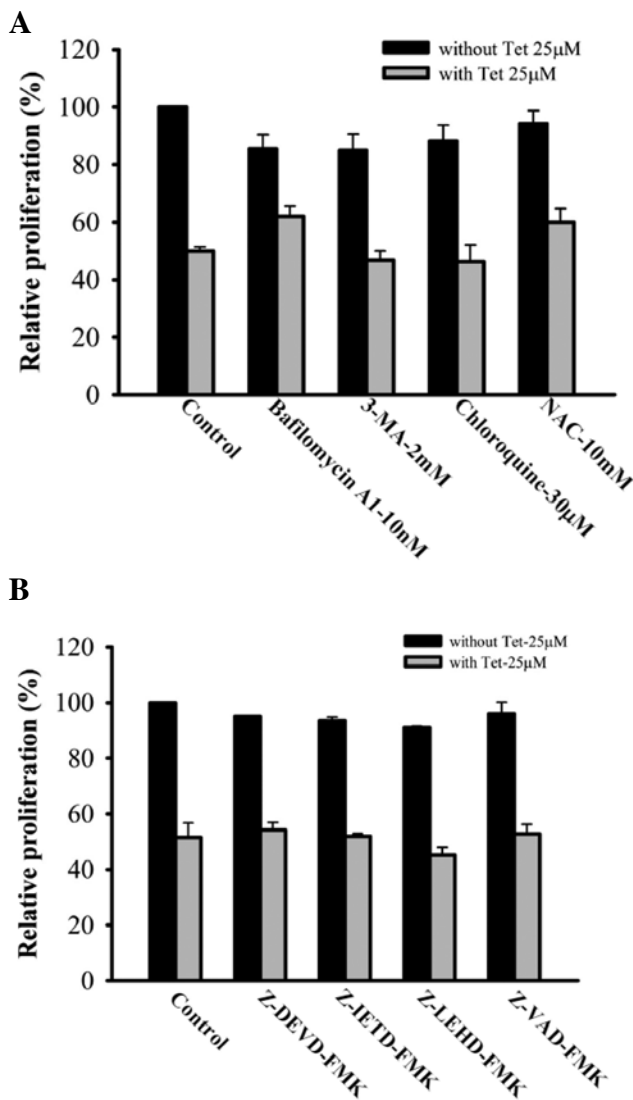 A
Relative proliferation (%)
120
100
80
60
40
20
0
without Tet 25μM
with Tet 25μM
Control
Bafilomycin A1-10nM
3-MA-2mM
Chloroquine-30μM
NAC-10mM
B
Relative proliferation (%)
120
100
80
60
40
20
0
without Tet-25μM
with Tet-25μM
Control
Z-DEVD-FMK
Z-IETD-FMK
Z-LEHD-FMK
Z-VAD-FMK